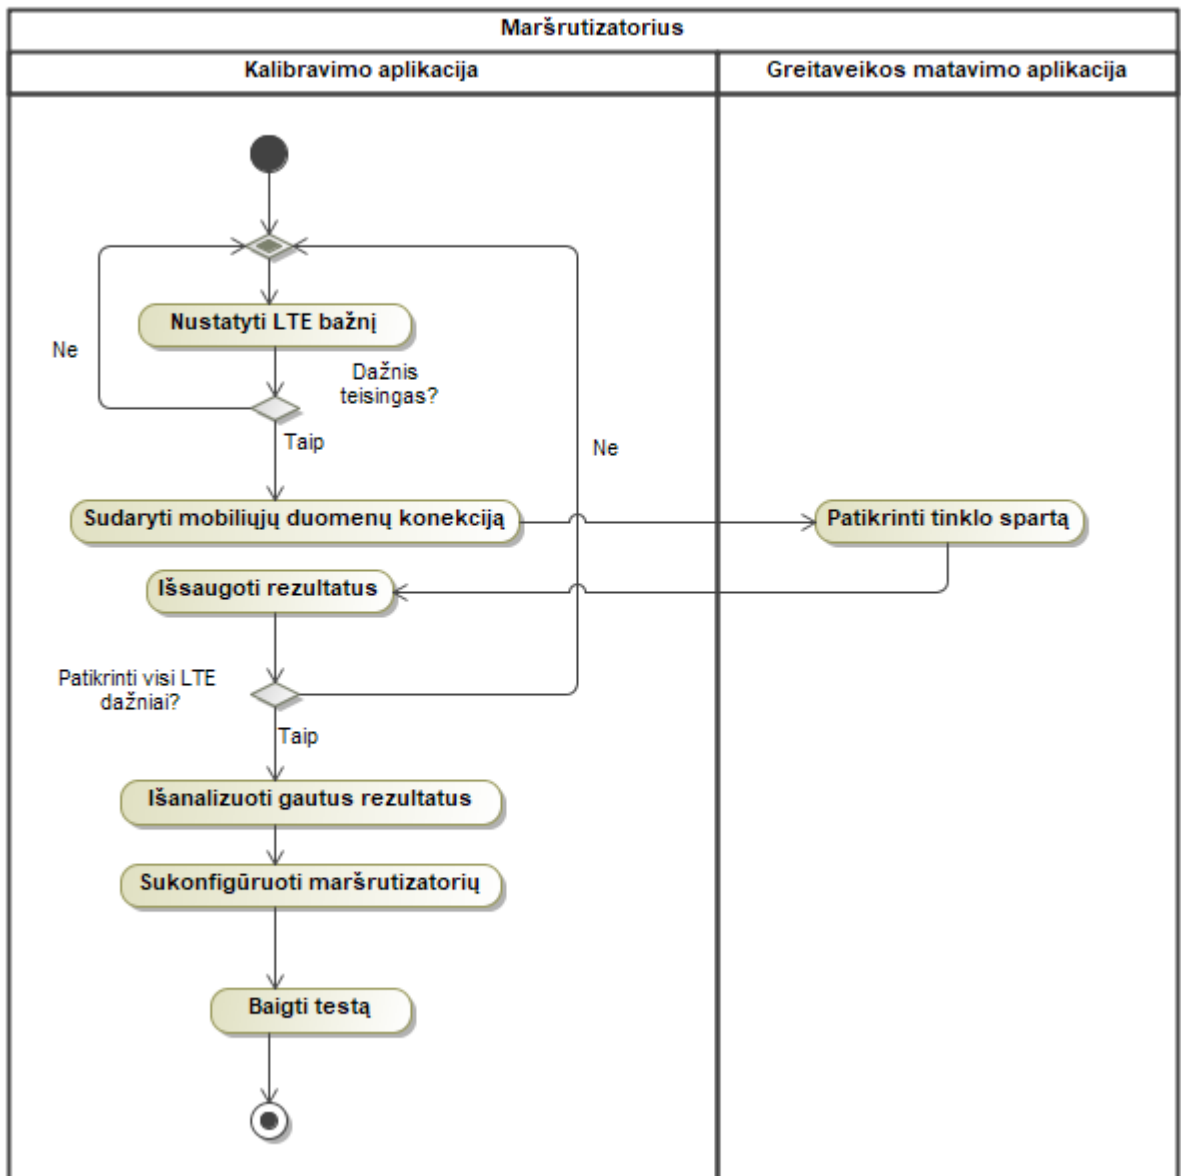 Maršrutizatorius
Kalibravimo aplikacija
Greitaveikos matavimo aplikacija
Nustatyti LTE bažnį
Ne
Dažnis
teisingas?
Taip
Ne
Sudaryti mobiliųjų duomenų konekciją
Patikrinti tinklo spartą
Išsaugoti rezultatus
Patikrinti visi LTE
dažniai?
Taip
Išanalizuoti gautus rezultatus
Sukonfigūruoti maršrutizatorių
Baigti testą